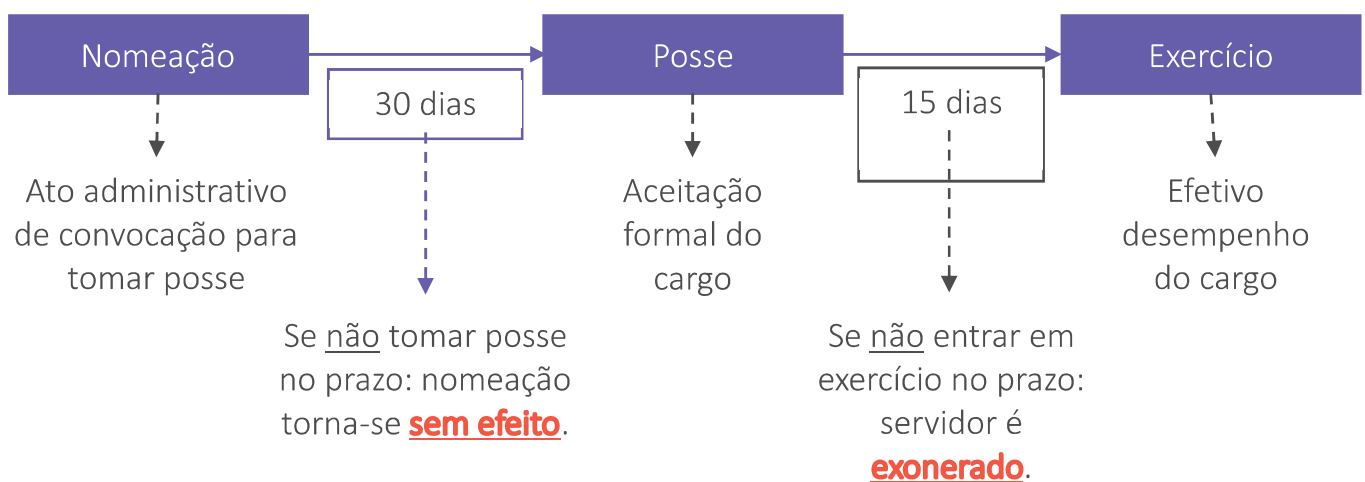 Nomeação
Posse
Exercício
30 dias
15 dias
Ato administrativo
de convocação para
tomar posse
Aceitação
formal do
cargo
Efetivo
desempenho
do cargo
Se não tomar posse
no prazo: nomeação
torna-se sem efeito.
Se não entrar em
exercício no prazo:
servidor é
exonerado.